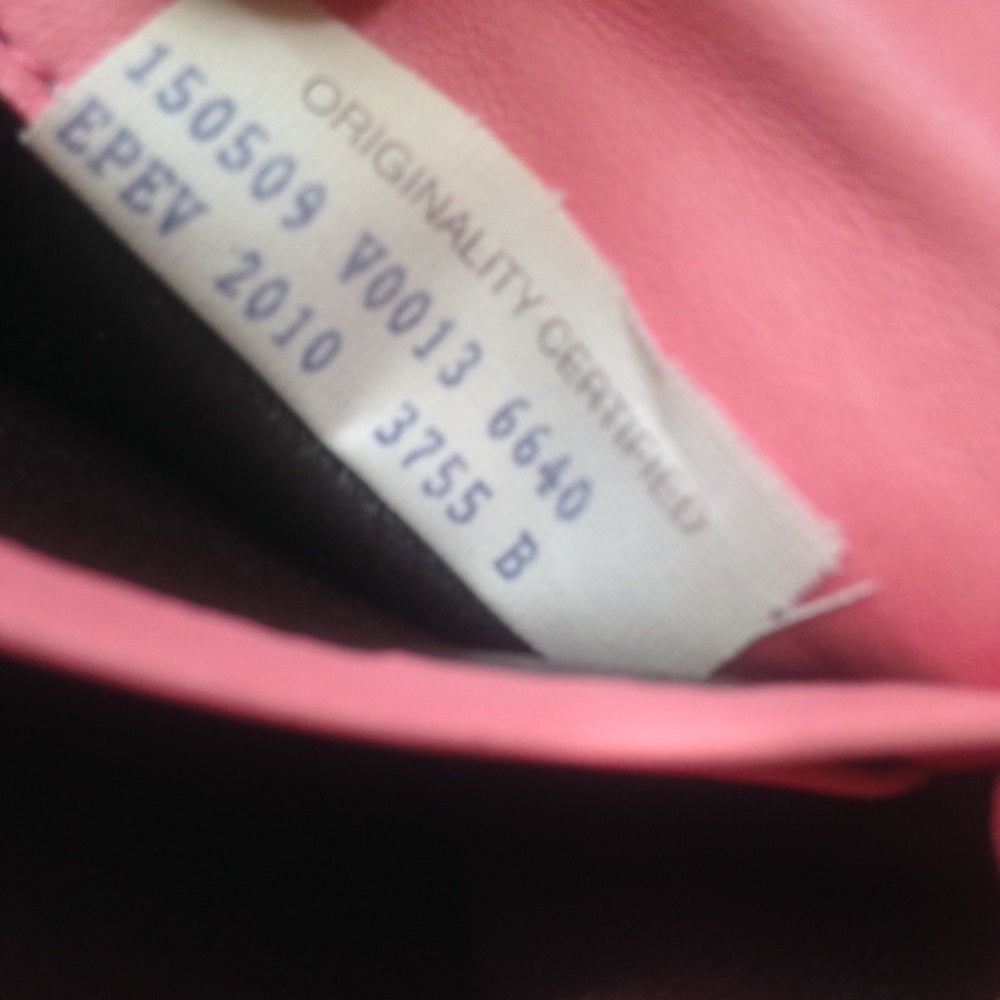 ORIGINALITY CERTIFIED
150509 V0013 6640
EPEV 2010 3755 B